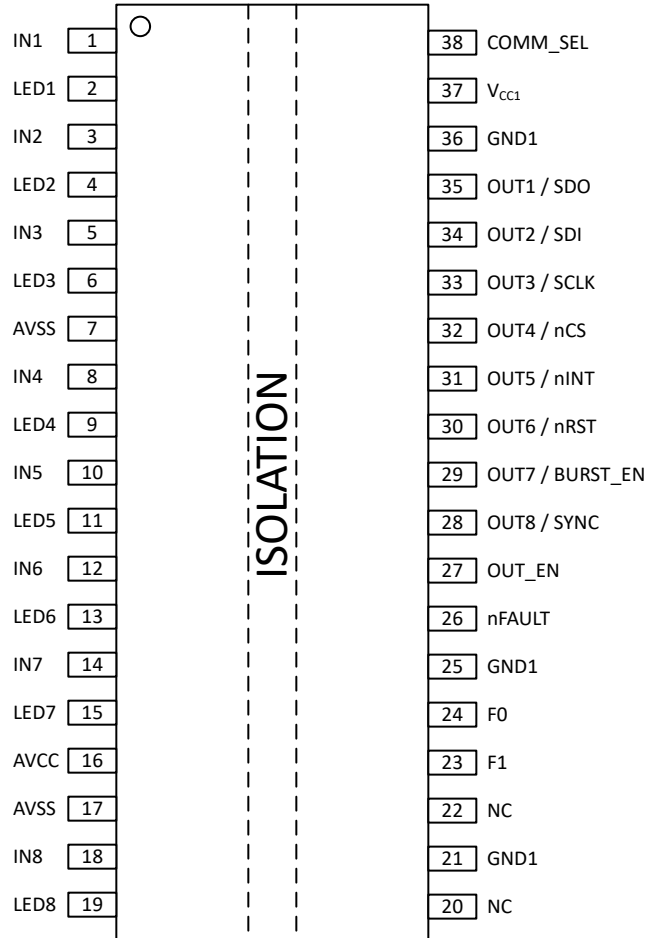 IN1 1 38 COMM_SEL
LED1 2 37 VCC1
IN2 3 36 GND1
LED2 4 35 OUT1 / SDO
IN3 5 34 OUT2 / SDI
LED3 6 33 OUT3 / SCLK
AVSS 7 32 OUT4 / nCS
IN4 8 31 OUT5 / nINT
LED4 9 30 OUT6 / nRST
IN5 10 29 OUT7 / BURST_EN
LED5 11 28 OUT8 / SYNC
IN6 12 27 OUT_EN
LED6 13 26 nFAULT
IN7 14 25 GND1
LED7 15 24 F0
AVCC 16 23 F1
AVSS 17 22 NC
IN8 18 21 GND1
LED8 19 20 NC
ISOLATION